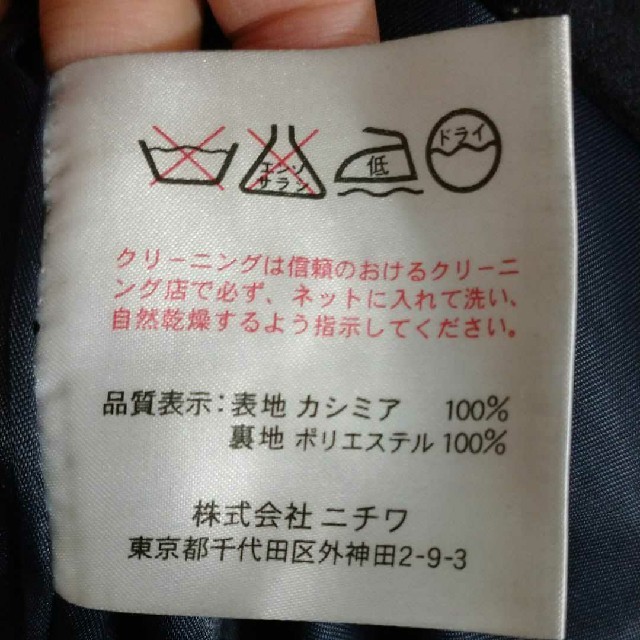 エンソ
サラシ
低
ドライ
クリーニングは信頼のおけるクリーニ
ング店で必ず、ネットに入れて洗い、
自然乾燥するよう指示してください。
品質表示：表地 カシミア 100%
裏地 ポリエステル 100%
株式会社 ニチワ
東京都千代田区外神田2-9-3